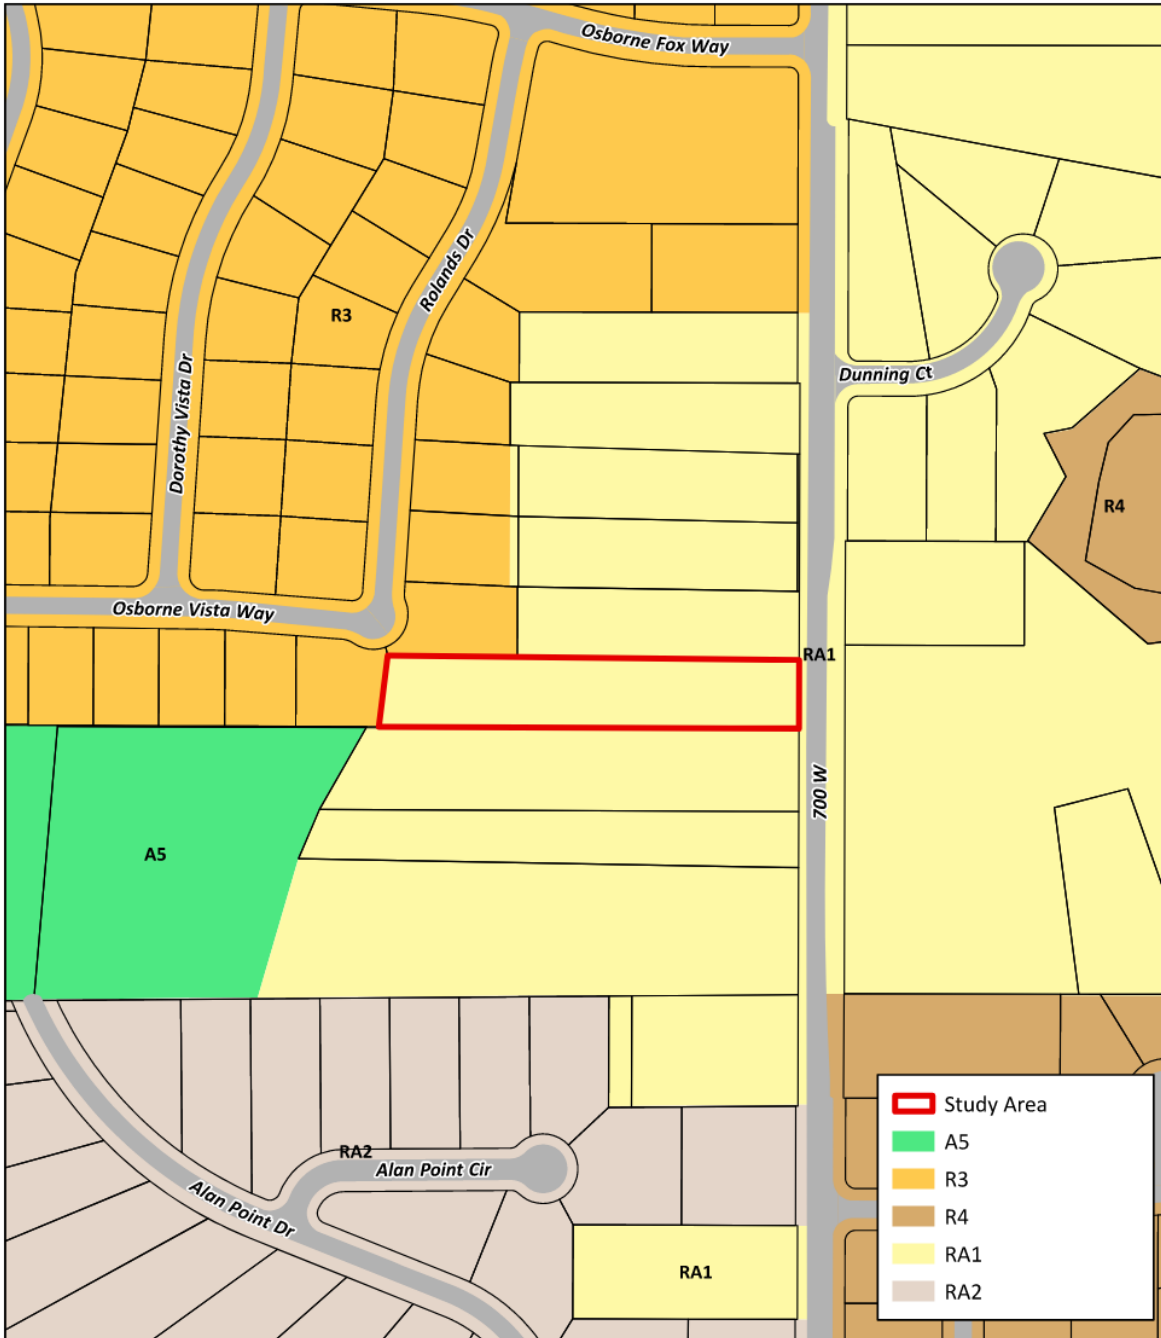 Osborne Fox Way
Rolands Dr
R3
Dorothy Vista Dr
Dunning Ct
R4
Osborne Vista Way
RA1
700 W
A5
RA2
Alan Point Cir
Alan Point Dr
RA1
Study Area
A5
R3
R4
RA1
RA2